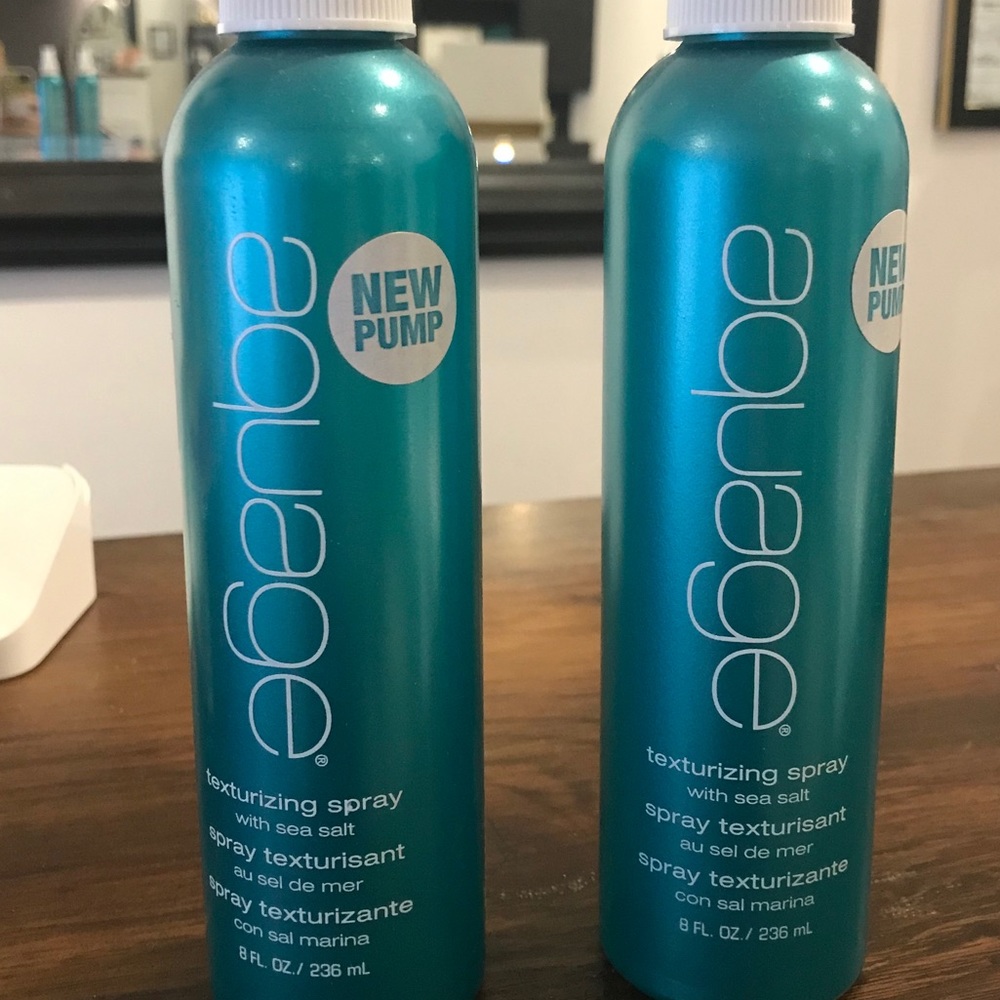 aquage®
NEW
PUMP
texturizing spray
with sea salt
spray texturisant
au sel de mer
spray texturizante
con sal marina
8 FL. OZ./ 236 mL
aquage®
NEW
PUMP
texturizing spray
with sea salt
spray texturisant
au sel de mer
spray texturizante
con sal marina
8 FL. OZ./ 236 mL